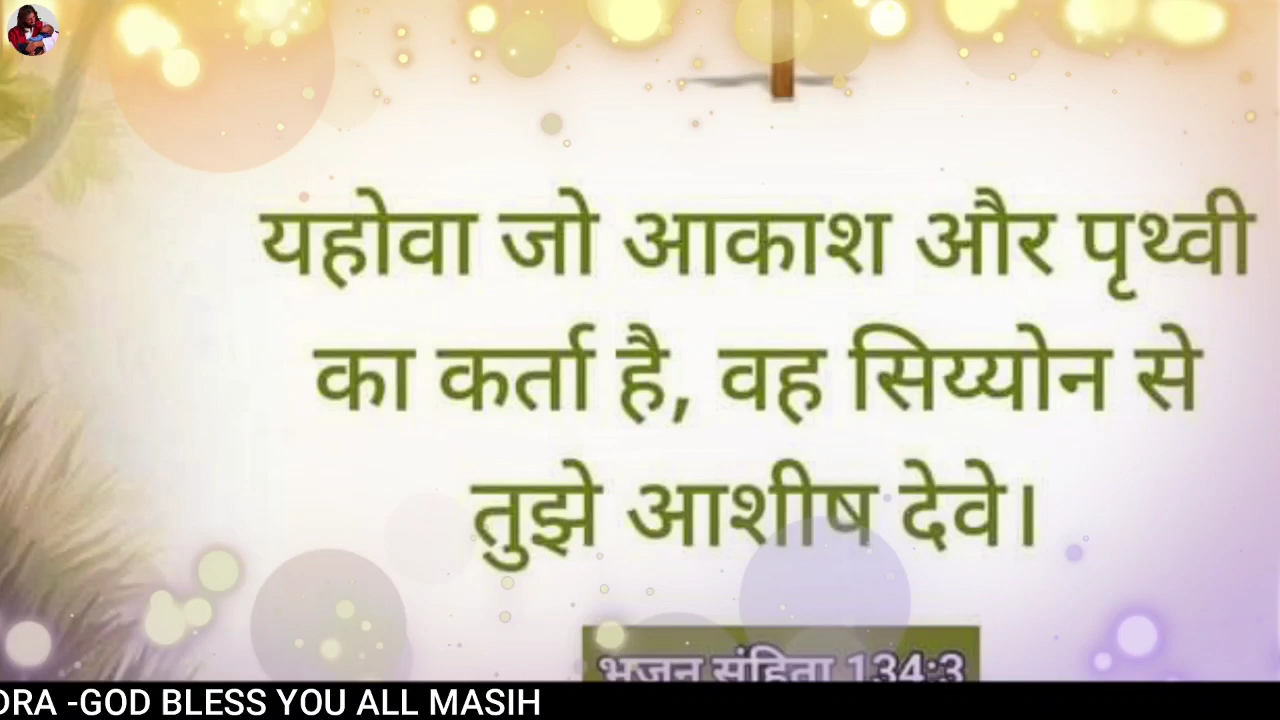 यहोवा जो आकाश और पृथ्वी
का कर्ता है, वह सिय्योन से
तुझे आशीष देवे।
भजन संहिता 134:3
DRA -GOD BLESS YOU ALL MASIH